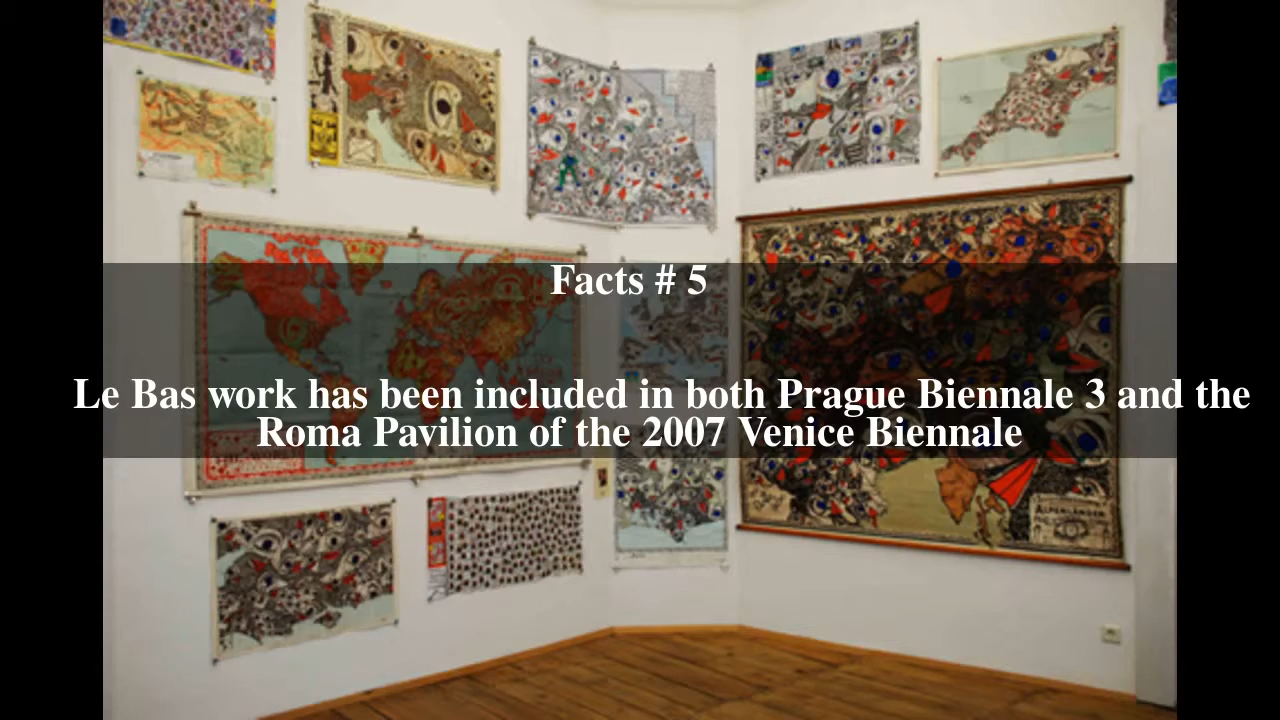 Facts # 5
Le Bas work has been included in both Prague Biennale 3 and the
Roma Pavilion of the 2007 Venice Biennale